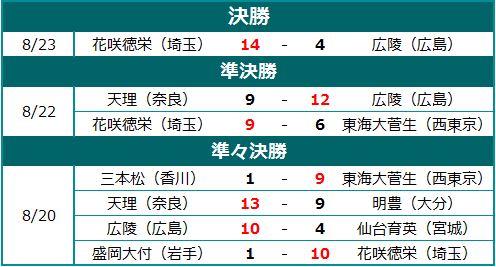 決勝
8/23 花咲徳栄（埼玉） 14 - 4 広陵（広島）
準決勝
8/22 天理（奈良） 9 - 12 広陵（広島）
花咲徳栄（埼玉） 9 - 6 東海大菅生（西東京）
準々決勝
8/20 三本松（香川） 1 - 9 東海大菅生（西東京）
天理（奈良） 13 - 9 明豊（大分）
広陵（広島） 10 - 4 仙台育英（宮城）
盛岡大付（岩手） 1 - 10 花咲徳栄（埼玉）